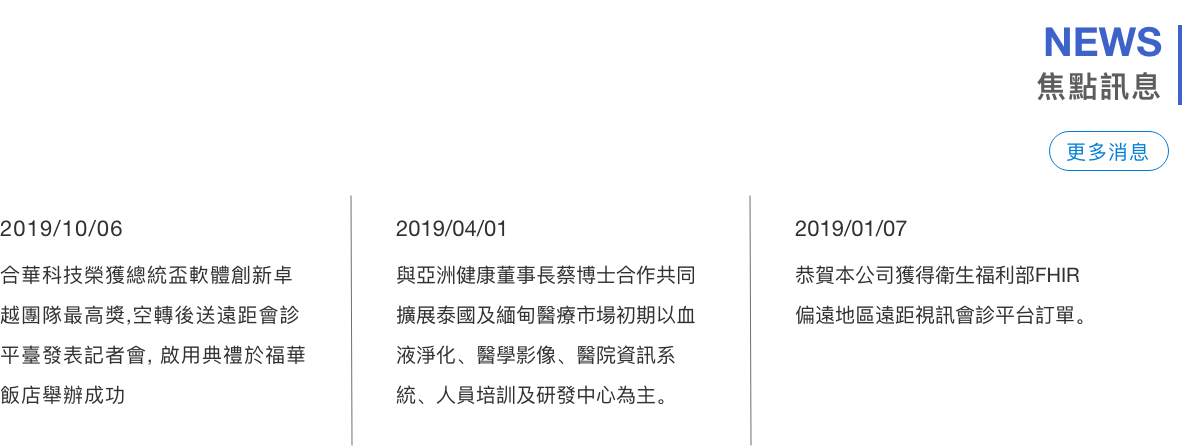 NEWS
焦點訊息
更多消息
2019/10/06
合華科技榮獲總統盃軟體創新卓
越團隊最高獎,空轉後送遠距會診
平臺發表記者會, 啟用典禮於福華
飯店舉辦成功
2019/04/01
與亞洲健康董事長蔡博士合作共同
擴展泰國及緬甸醫療市場初期以血
液淨化、醫學影像、醫院資訊系
統、人員培訓及研發中心為主。
2019/01/07
恭賀本公司獲得衛生福利部FHIR
偏遠地區遠距視訊會診平台訂單。